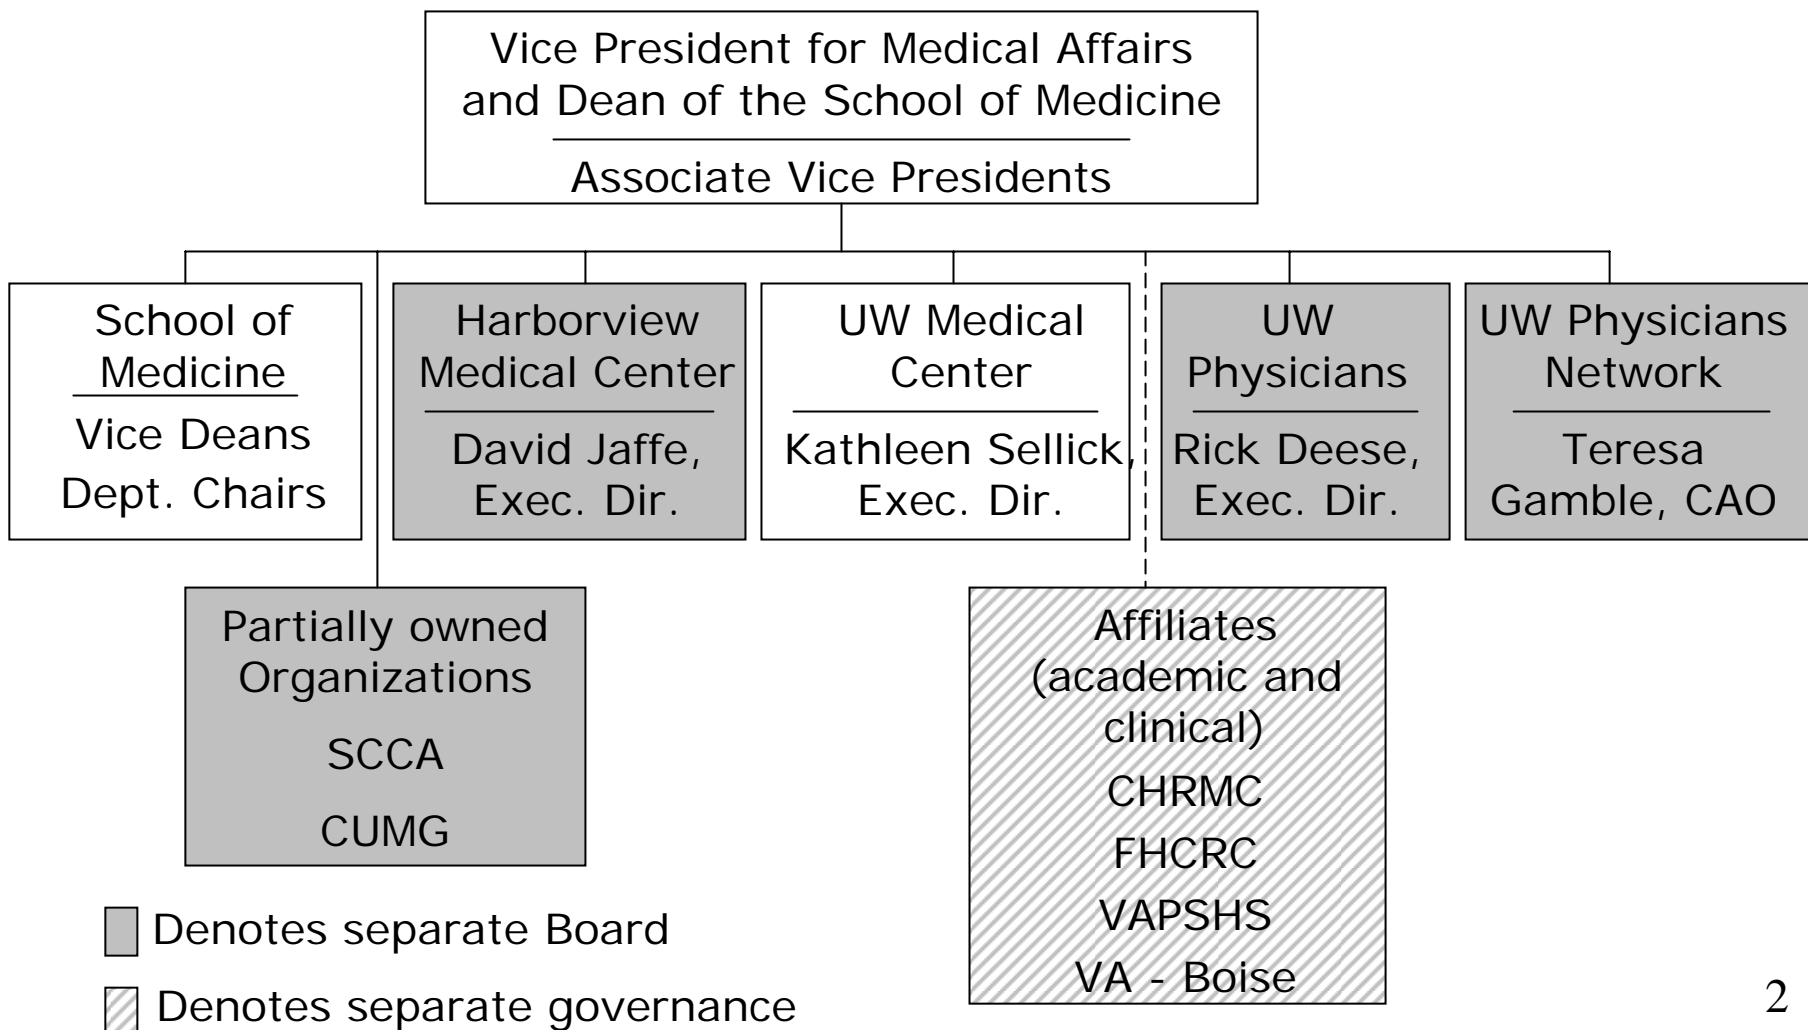 Vice President for Medical Affairs
and Dean of the School of Medicine
Associate Vice Presidents
School of
Medicine
Vice Deans
Dept. Chairs
Harborview
Medical Center
David Jaffe,
Exec. Dir.
UW Medical
Center
Kathleen Sellick,
Exec. Dir.
UW
Physicians
Rick Deese,
Exec. Dir.
UW Physicians
Network
Teresa
Gamble, CAO
Partially owned
Organizations
SCCA
CUMG
Affiliates
(academic and
clinical)
CHRMC
FHCRC
VAPSHS
VA - Boise
Denotes separate Board
Denotes separate governance
2